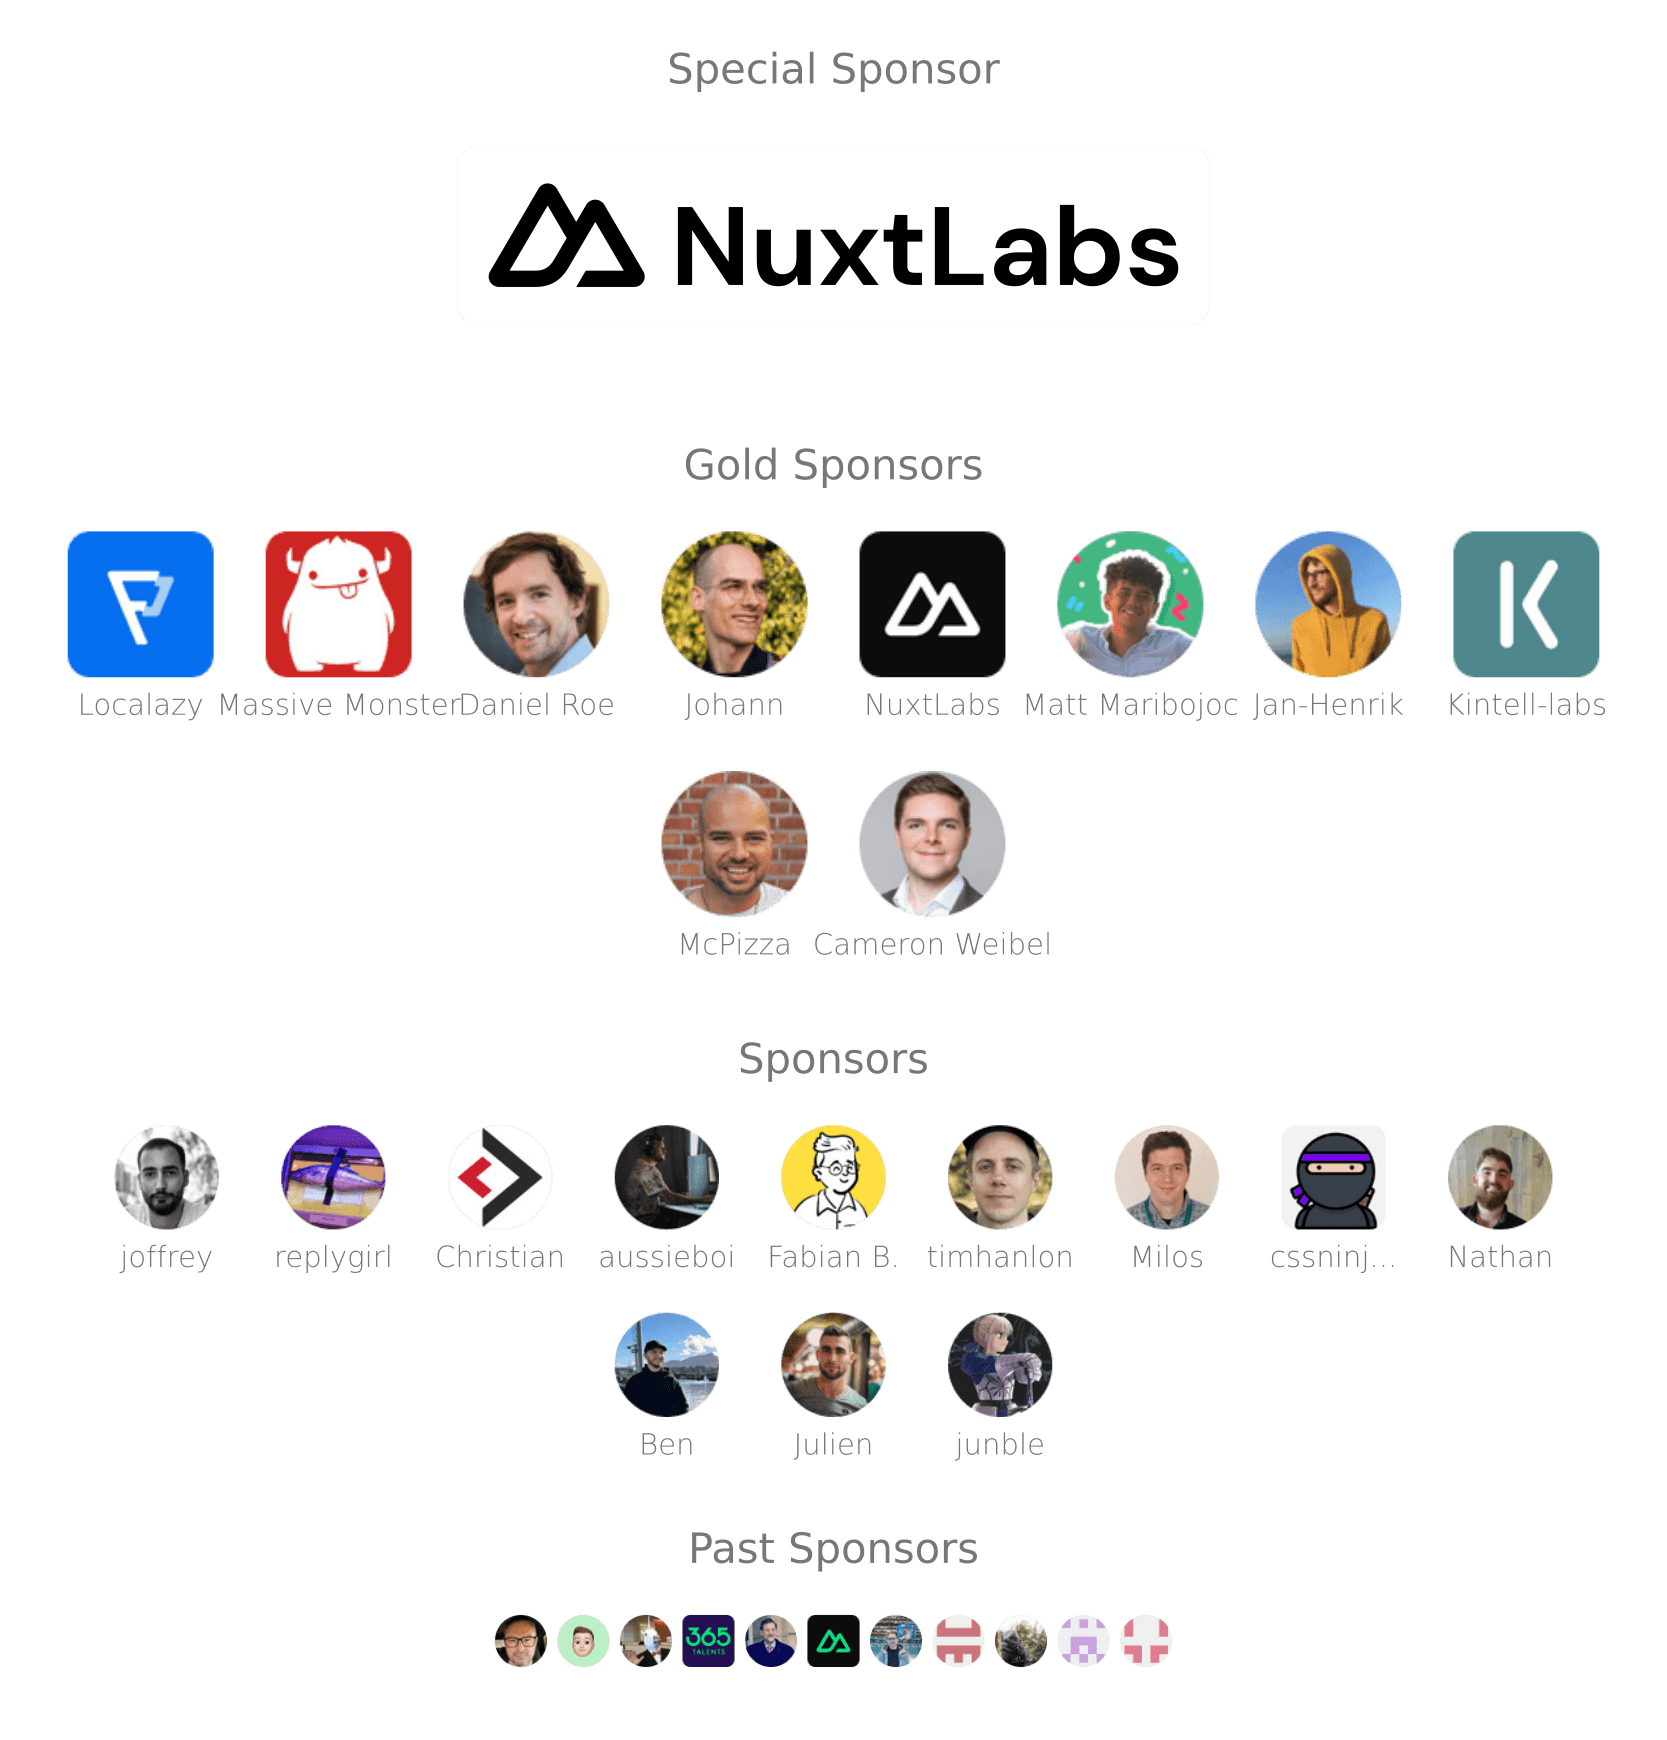 Special Sponsor
NuxtLabs
Gold Sponsors
Localazy Massive Monster Daniel Roe Johann NuxtLabs Matt Maribojoc Jan-Henrik Kintell-labs
McPizza Cameron Weibel
Sponsors
joffrey replygirl Christian aussieboi Fabian B. timhanlon Milos cssninj... Nathan
Ben Julien junble
Past Sponsors
365
TALENTS